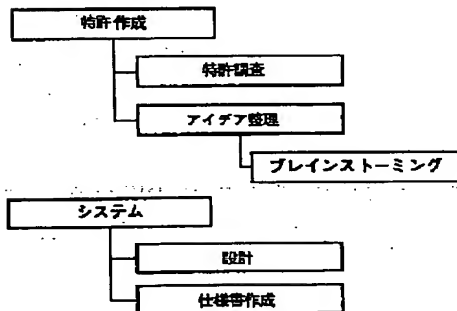 特許作成
特許調査
アイデア整理
ブレインストーミング
システム
設計
仕様書作成